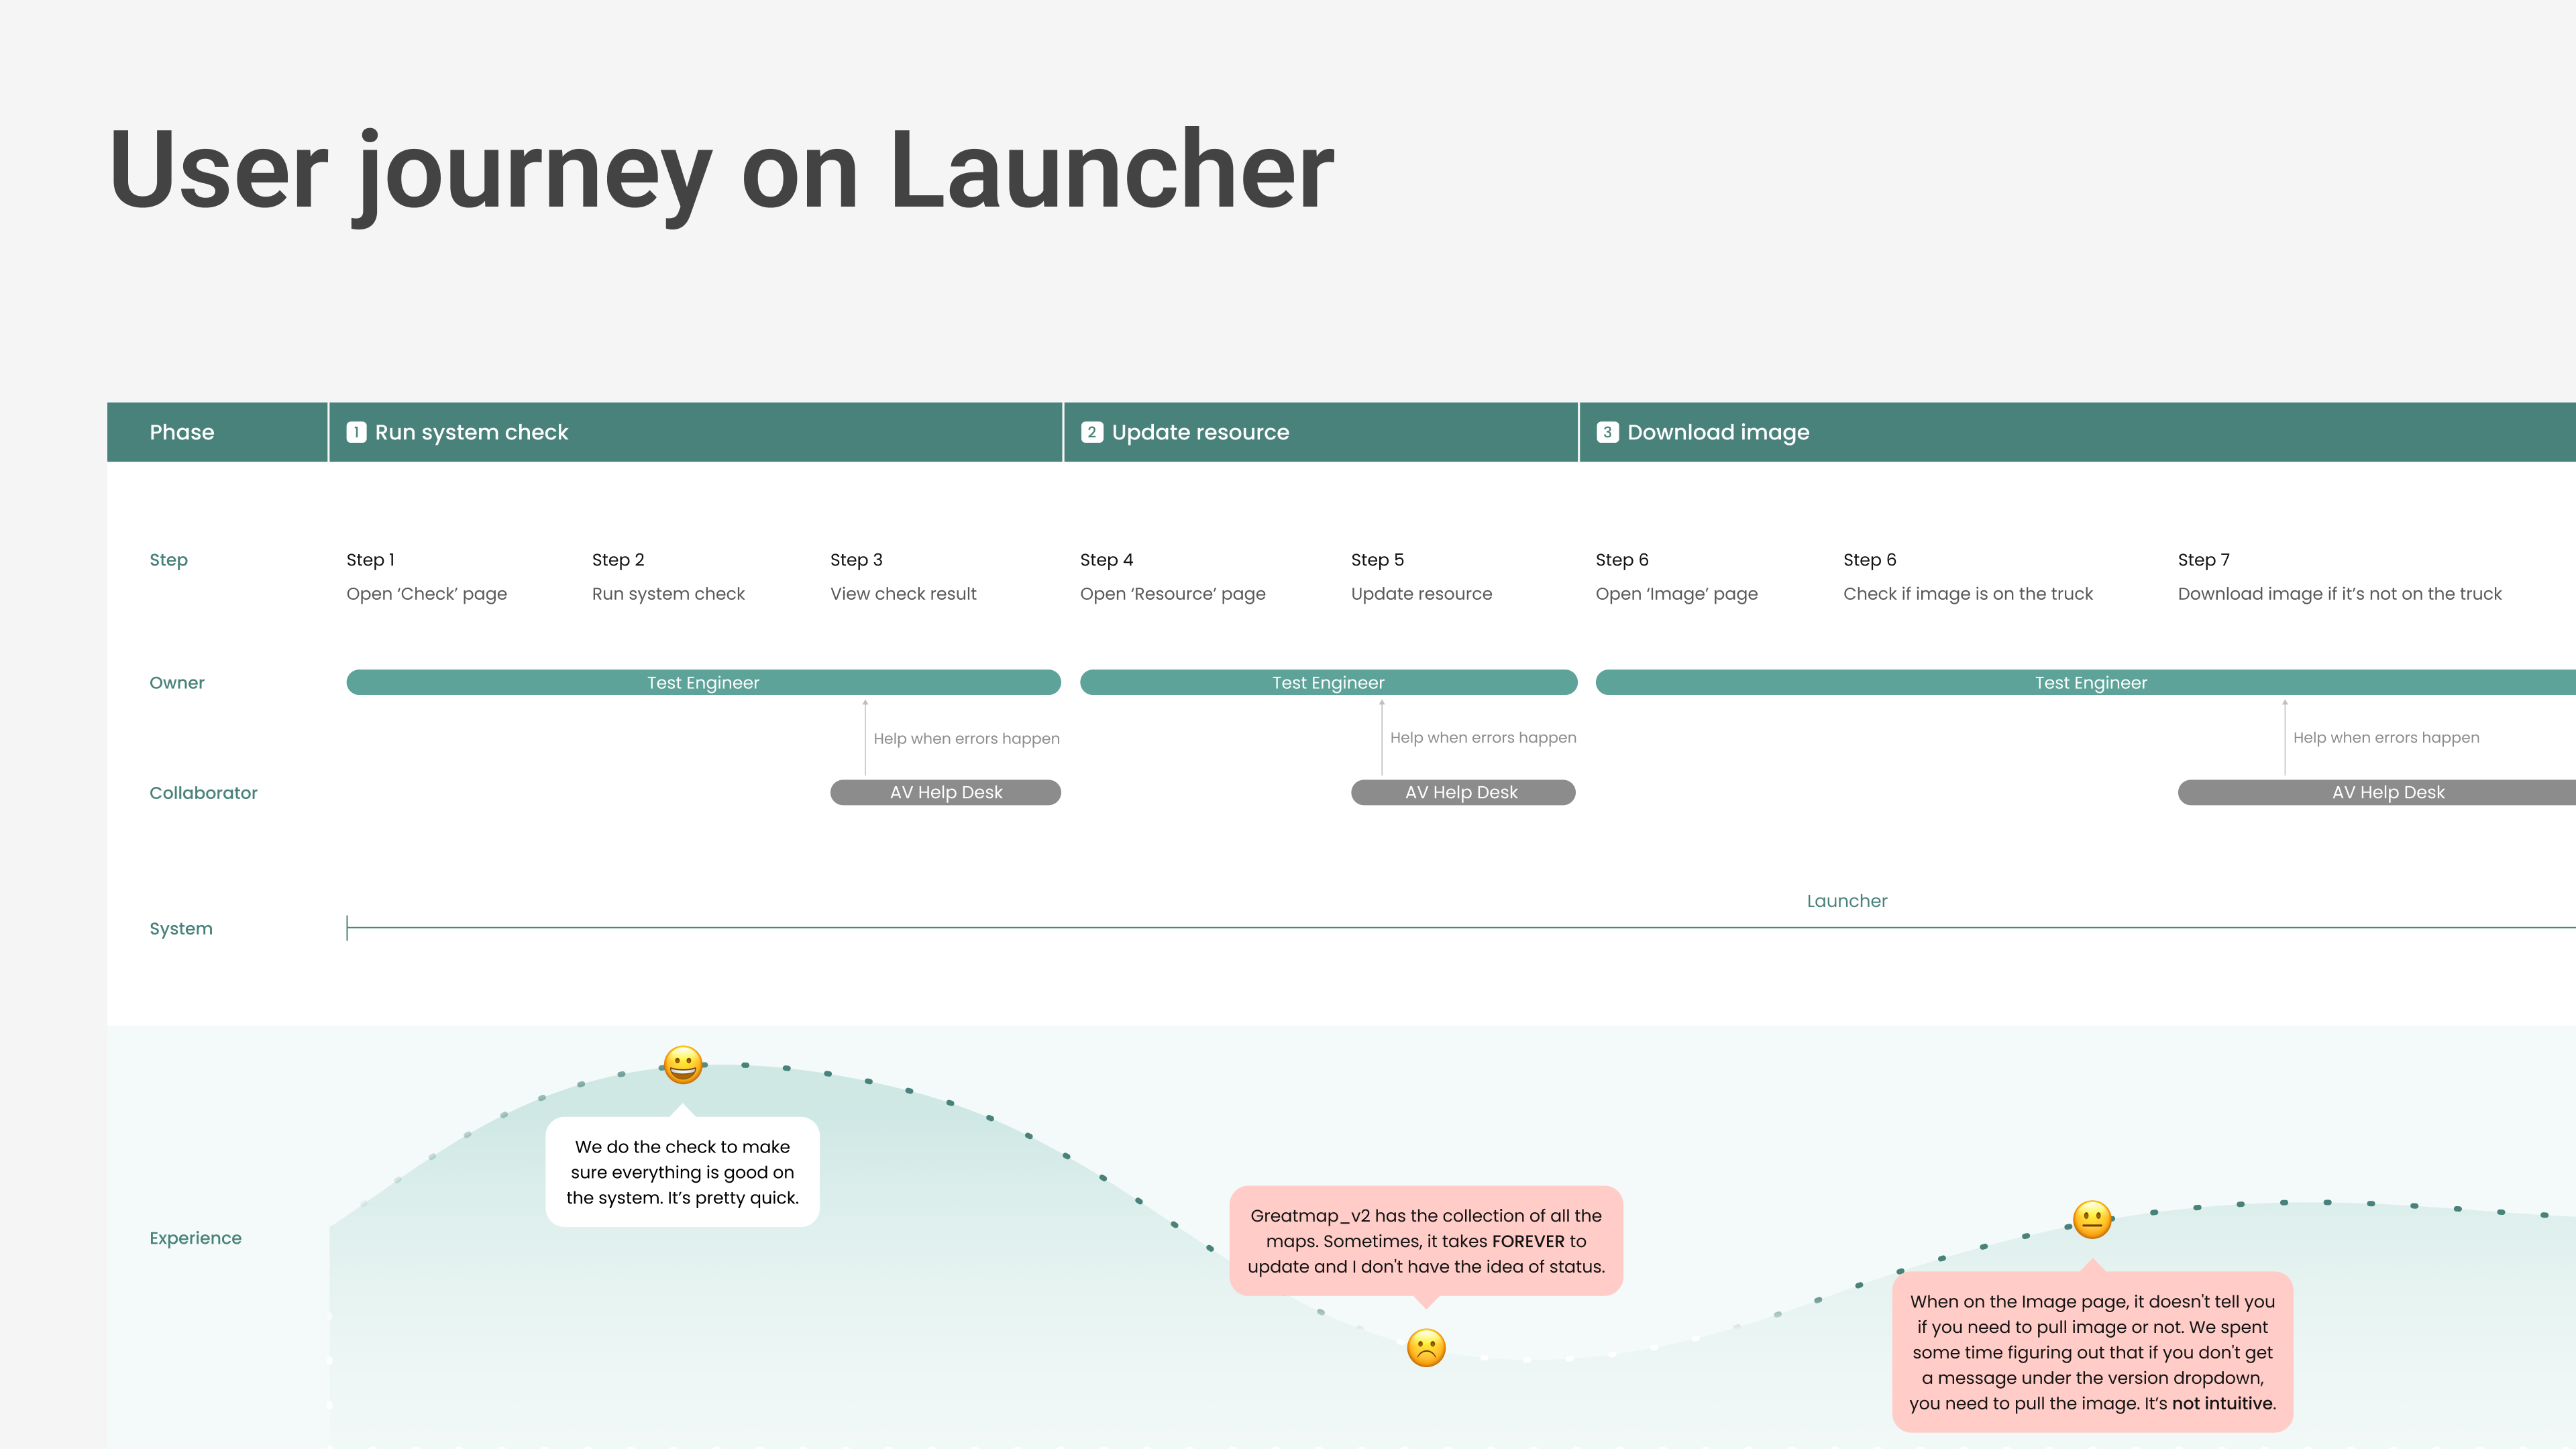 User journey on Launcher
Phase
1 Run system check
2 Update resource
3 Download image
Step
Step 1
Open ‘Check’ page
Step 2
Run system check
Step 3
View check result
Step 4
Open ‘Resource’ page
Step 5
Update resource
Step 6
Open ‘Image’ page
Step 6
Check if image is on the truck
Step 7
Download image if it’s not on the truck
Owner
Test Engineer
Test Engineer
Test Engineer
Help when errors happen
Help when errors happen
Help when errors happen
Collaborator
AV Help Desk
AV Help Desk
AV Help Desk
System
Launcher
Experience
We do the check to make
sure everything is good on
the system. It’s pretty quick.
Greatmap_v2 has the collection of all the
maps. Sometimes, it takes FOREVER to
update and I don't have the idea of status.
When on the Image page, it doesn't tell you
if you need to pull image or not. We spent
some time figuring out that if you don't get
a message under the version dropdown,
you need to pull the image. It’s not intuitive.